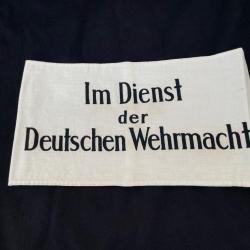 Im Dienst
der
Deutschen Wehrmacht